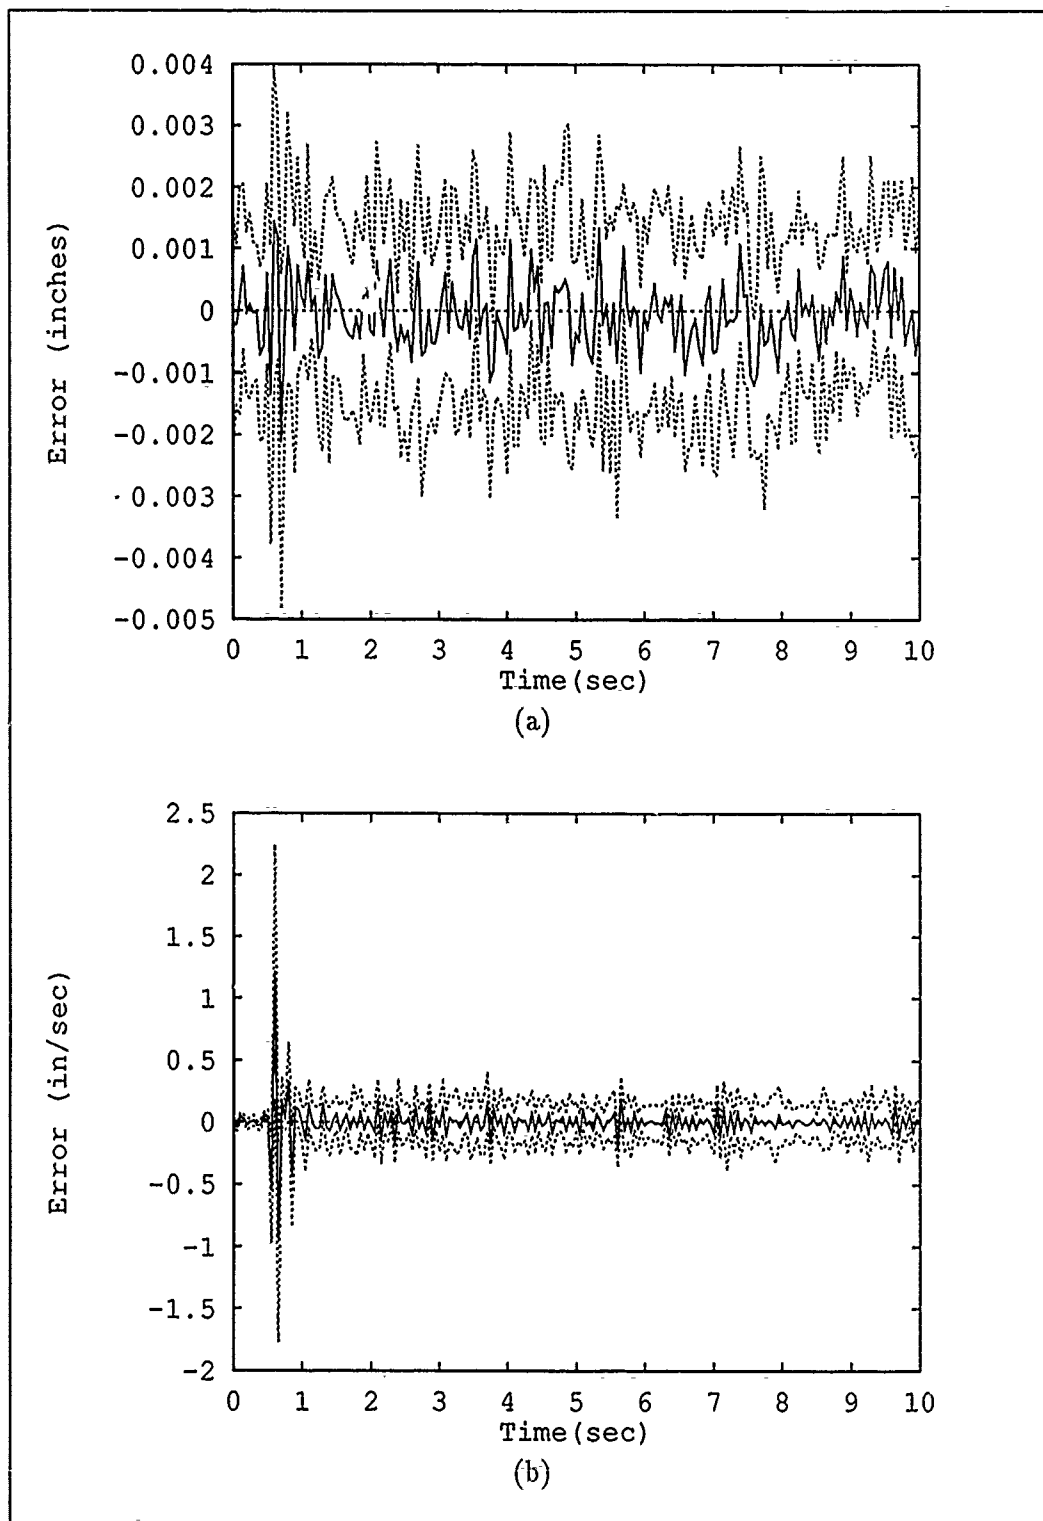 0.004
0.003
0.002
0.001
0
-0.001
-0.002
-0.003
-0.004
-0.005
Error (inches)
0 1 2 3 4 5 6 7 8 9 10
Time(sec)
(a)
2.5
2
1.5
1
0.5
0
-0.5
-1
-1.5
-2
Error (in/sec)
0 1 2 3 4 5 6 7 8 9 10
Time(sec)
(b)